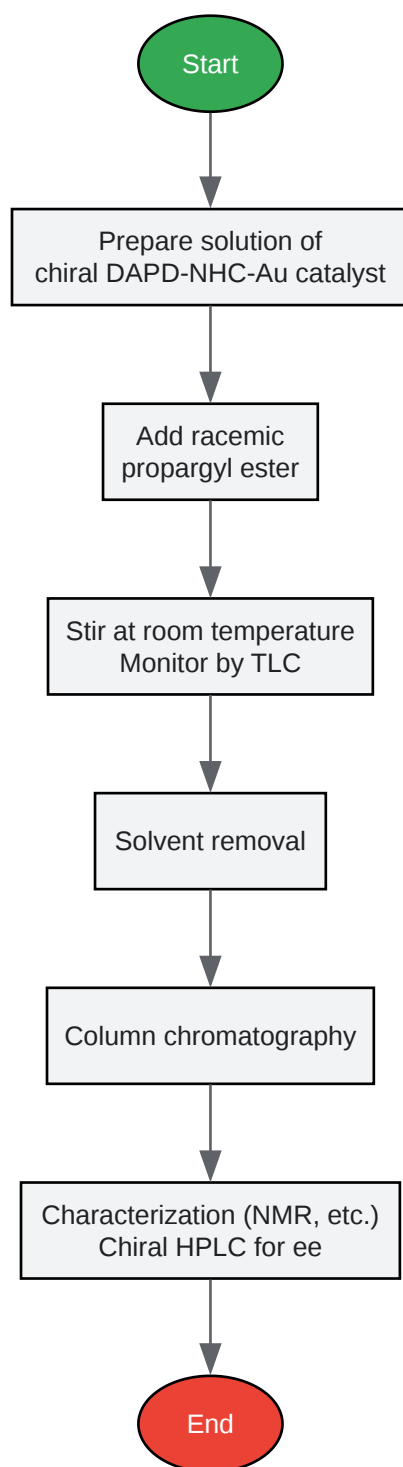 Start
Prepare solution of
chiral DAPD-NHC-Au catalyst
Add racemic
propargyl ester
Stir at room temperature
Monitor by TLC
Solvent removal
Column chromatography
Characterization (NMR, etc.)
Chiral HPLC for ee
End